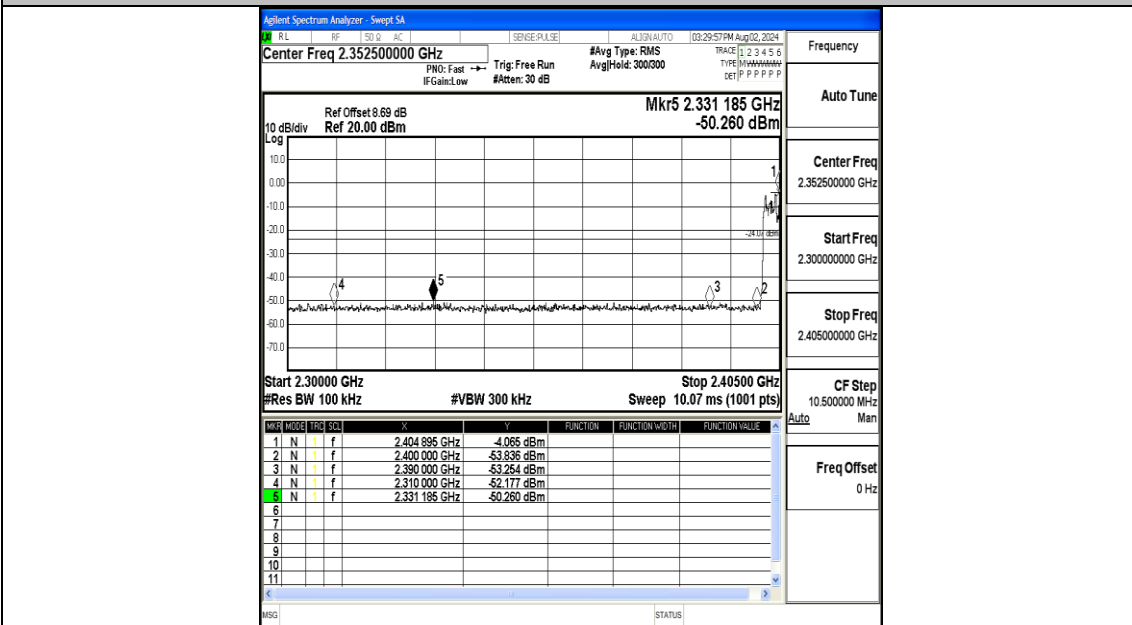 Agilent Spectrum Analyzer - Swept SA
RL RF 50 Ω AC SENSE:PULSE ALIGNAUTO 03:29:57 PM Aug 02, 2024
Center Freq 2.352500000 GHz #Avg Type: RMS TRACE 1 2 3 4 5 6
PNO: Fast Trig: Free Run Avg|Hold: 300/300 TYPE
IFGain:Low #Atten: 30 dB DET P P P P P P
Mkr5 2.331 185 GHz
Ref Offset 8.69 dB
-50.260 dBm
10 dB/div Ref 20.00 dBm
Log
10.0
0.00
-10.0
-20.0
-30.0
-40.0
-50.0
-60.0
-70.0
1
-24.07 dBm
4
5
3
2
Start 2.30000 GHz Stop 2.40500 GHz
#Res BW 100 kHz #VBW 300 kHz Sweep 10.07 ms (1001 pts)
MKR MODE TRC SCL X Y FUNCTION FUNCTION WIDTH FUNCTION VALUE
1 N 1 f 2.404 895 GHz -4.065 dBm
2 N 1 f 2.400 000 GHz -53.836 dBm
3 N 1 f 2.390 000 GHz -53.254 dBm
4 N 1 f 2.310 000 GHz -52.177 dBm
5 N 1 f 2.331 185 GHz -50.260 dBm
6
7
8
9
10
11
MSG STATUS
Frequency
Auto Tune
Center Freq
2.352500000 GHz
Start Freq
2.300000000 GHz
Stop Freq
2.405000000 GHz
CF Step
10.500000 MHz
Auto Man
Freq Offset
0 Hz